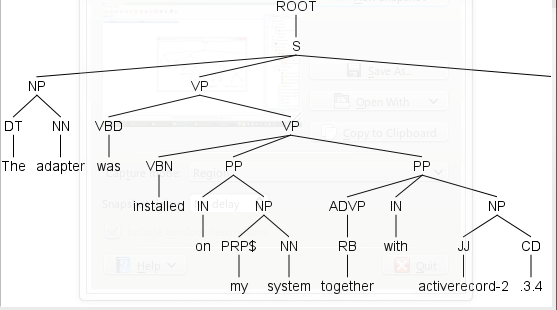 ROOT
S
NP VP
DT NN VBD VP
The adapter was
VBN PP PP
installed IN NP ADVP IN NP
on PRP$ NN RB with JJ CD
my system together activerecord-2 .3.4
Save As...
Open With
Copy to Clipboard
Help Quit